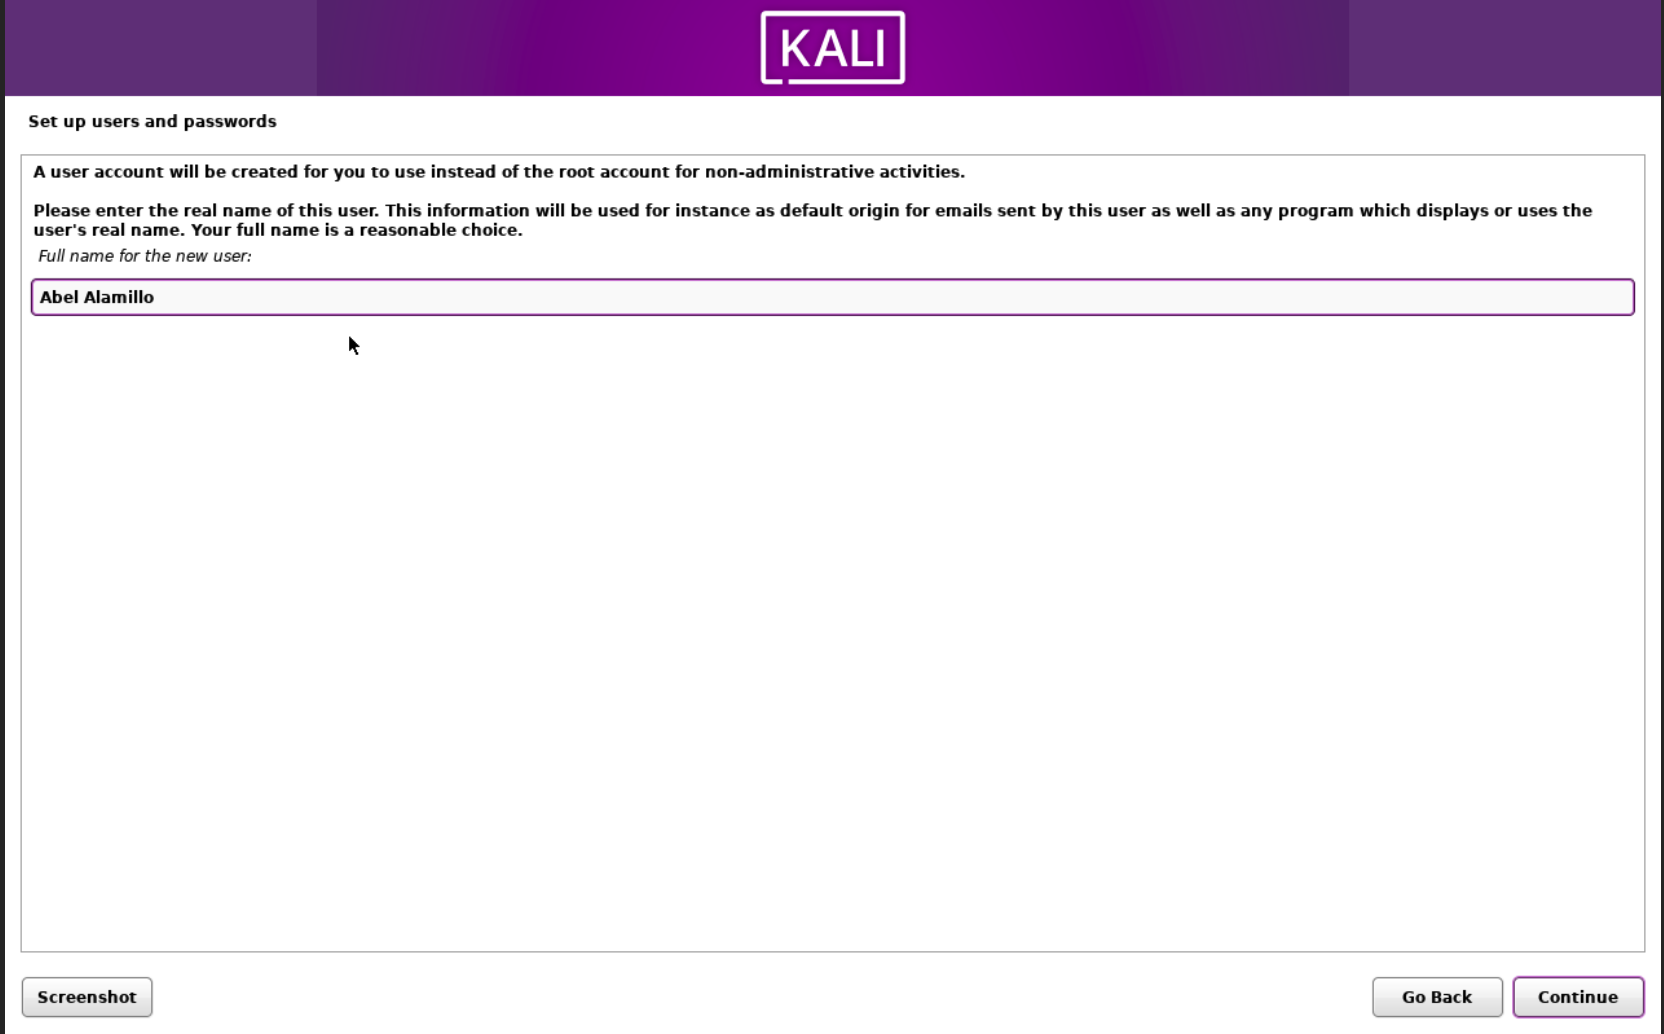 KALI
Set up users and passwords
A user account will be created for you to use instead of the root account for non-administrative activities.
Please enter the real name of this user. This information will be used for instance as default origin for emails sent by this user as well as any program which displays or uses the
user's real name. Your full name is a reasonable choice.
Full name for the new user:
Abel Alamillo
Screenshot
Go Back
Continue